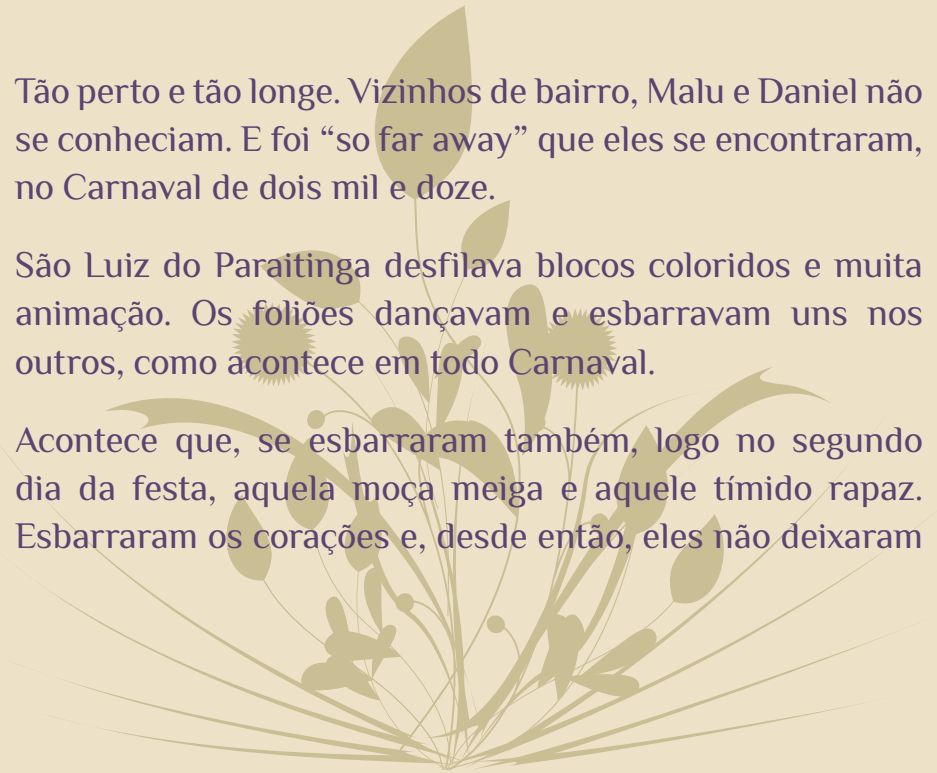 Tão perto e tão longe. Vizinhos de bairro, Malu e Daniel não
se conheciam. E foi “so far away” que eles se encontraram,
no Carnaval de dois mil e doze.
São Luiz do Paraitinga desfilava blocos coloridos e muita
animação. Os foliões dançavam e esbarravam uns nos
outros, como acontece em todo Carnaval.
Acontece que, se esbarraram também, logo no segundo
dia da festa, aquela moça meiga e aquele tímido rapaz.
Esbarraram os corações e, desde então, eles não deixaram